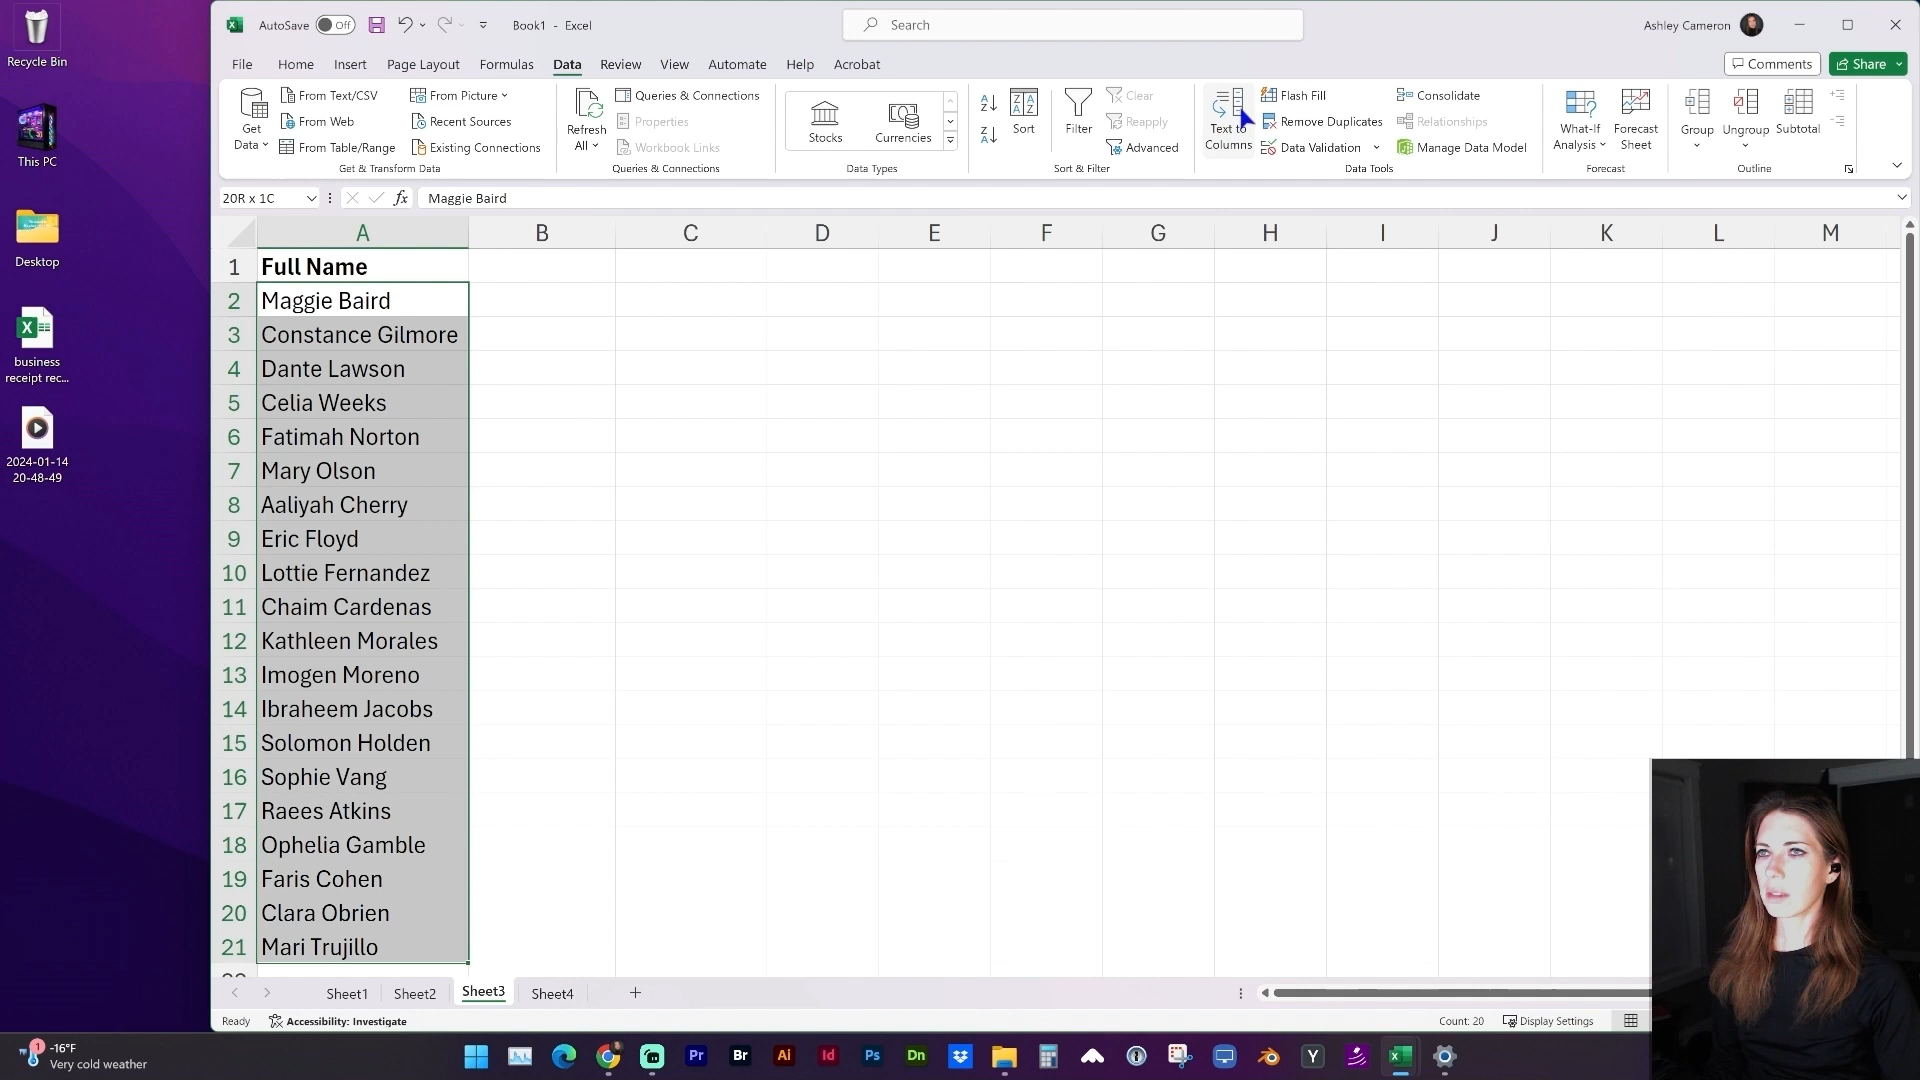 Recycle Bin
This PC
Desktop
business
receipt rec...
2024-01-14
20-48-49
AutoSave Off Book1 - Excel Search Ashley Cameron
File Home Insert Page Layout Formulas Data Review View Automate Help Acrobat Comments Share
Get
Data
From Text/CSV
From Web
From Table/Range
From Picture
Recent Sources
Existing Connections
Get & Transform Data
Refresh
All
Queries & Connections
Properties
Workbook Links
Queries & Connections
Stocks
Currencies
Data Types
Sort
Filter
Clear
Reapply
Advanced
Sort & Filter
Text to
Columns
Flash Fill
Remove Duplicates
Data Validation
Consolidate
Relationships
Manage Data Model
Data Tools
What-If
Analysis
Forecast
Sheet
Forecast
Group
Ungroup
Subtotal
Outline
20R x 1C fx Maggie Baird
A B C D E F G H I J K L M
1 Full Name
2 Maggie Baird
3 Constance Gilmore
4 Dante Lawson
5 Celia Weeks
6 Fatimah Norton
7 Mary Olson
8 Aaliyah Cherry
9 Eric Floyd
10 Lottie Fernandez
11 Chaim Cardenas
12 Kathleen Morales
13 Imogen Moreno
14 Ibraheem Jacobs
15 Solomon Holden
16 Sophie Vang
17 Raees Atkins
18 Ophelia Gamble
19 Faris Cohen
20 Clara Obrien
21 Mari Trujillo
Sheet1 Sheet2 Sheet3 Sheet4
Ready Accessibility: Investigate Count: 20 Display Settings
1
-16°F
Very cold weather
Pr Br Ai Id Ps Dn Y